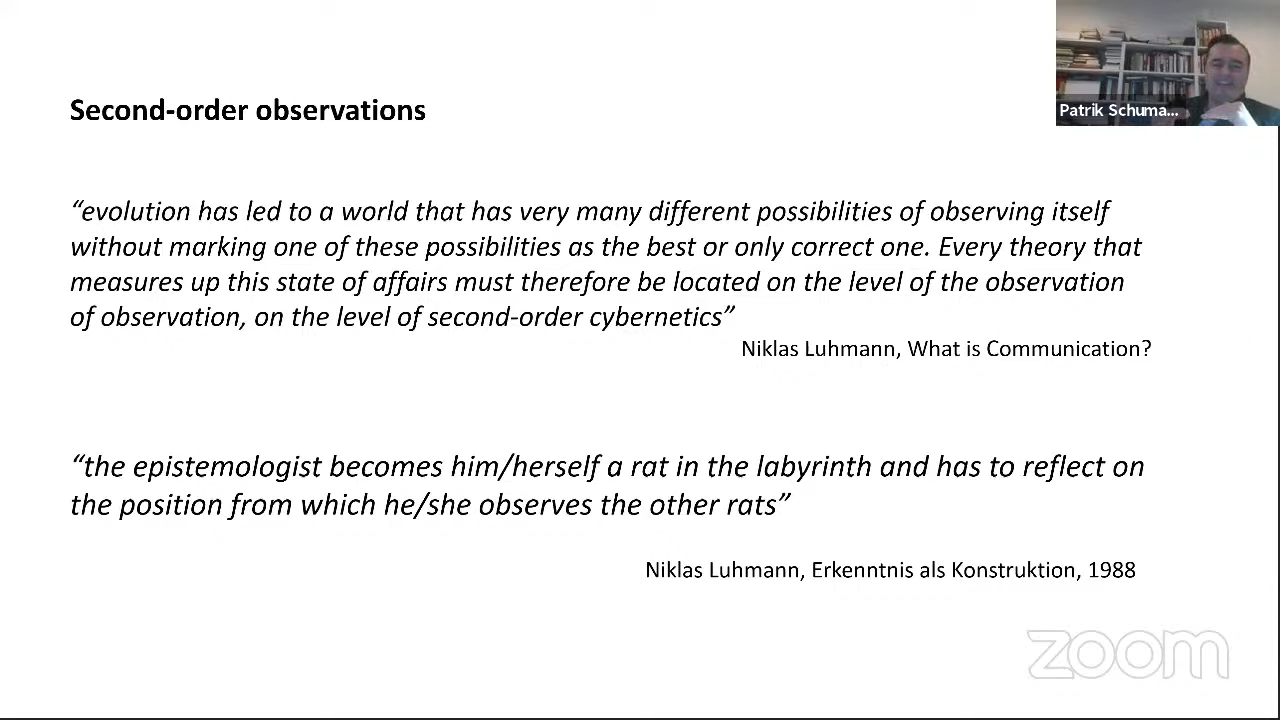 Patrik Schuma...
Second-order observations
“evolution has led to a world that has very many different possibilities of observing itself
without marking one of these possibilities as the best or only correct one. Every theory that
measures up this state of affairs must therefore be located on the level of the observation
of observation, on the level of second-order cybernetics”
Niklas Luhmann, What is Communication?
“the epistemologist becomes him/herself a rat in the labyrinth and has to reflect on
the position from which he/she observes the other rats”
Niklas Luhmann, Erkenntnis als Konstruktion, 1988
zoom